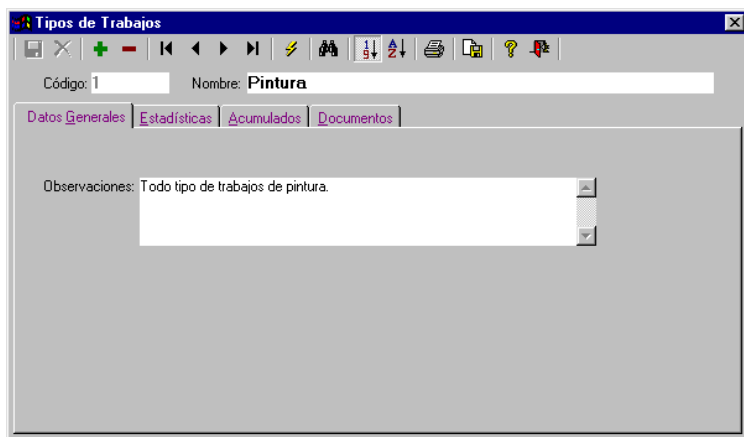 Tipos de Trabajos
Código: 1 Nombre: Pintura
Datos Generales Estadísticas Acumulados Documentos
Observaciones: Todo tipo de trabajos de pintura.